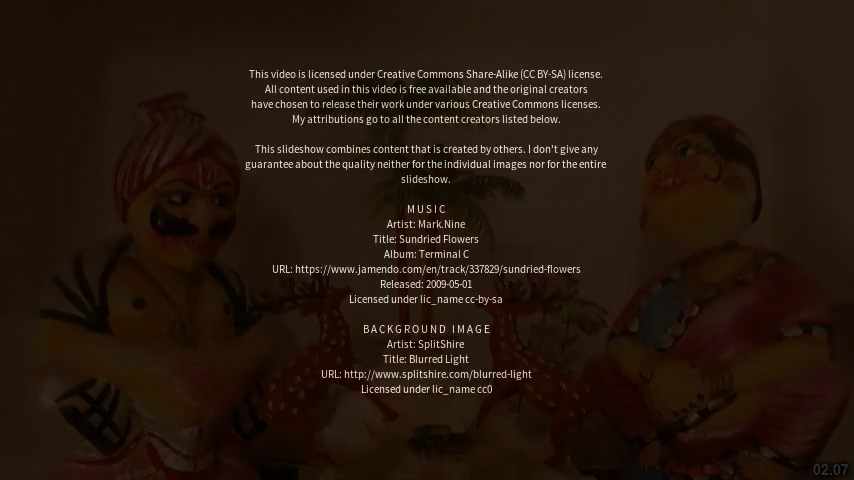 This video is licensed under Creative Commons Share-Alike (CC BY-SA) license.
All content used in this video is free available and the original creators
have chosen to release their work under various Creative Commons licenses.
My attributions go to all the content creators listed below.
This slideshow combines content that is created by others. I don't give any
guarantee about the quality neither for the individual images nor for the entire
slideshow.
MUSIC
Artist: Mark.Nine
Title: Sundried Flowers
Album: Terminal C
URL: https://www.jamendo.com/en/track/337829/sundried-flowers
Released: 2009-05-01
Licensed under lic_name cc-by-sa
BACKGROUND IMAGE
Artist: SplitShire
Title: Blurred Light
URL: http://www.splitshire.com/blurred-light
Licensed under lic_name cc0
02.07